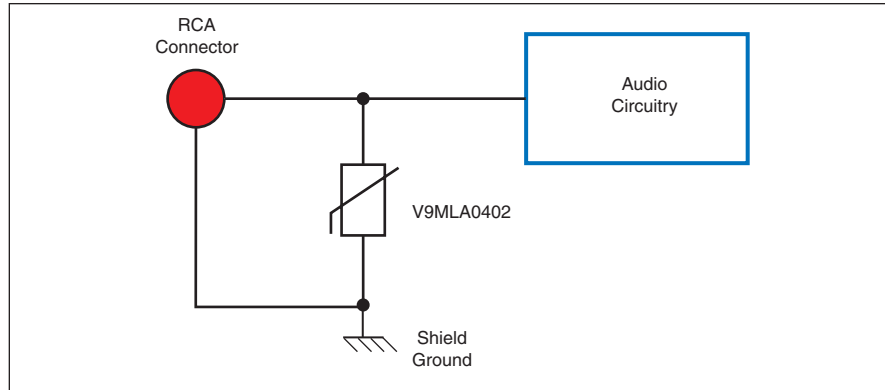 RCA
Connector
Audio
Circuitry
V9MLA0402
Shield
Ground